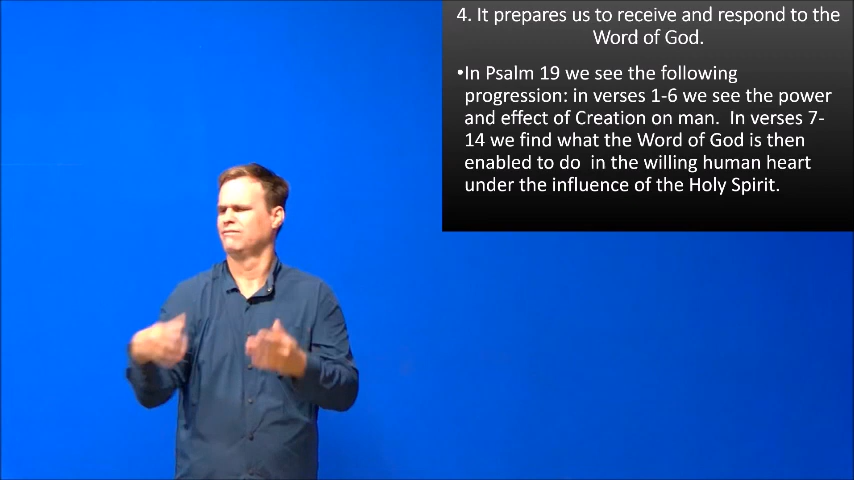 4. It prepares us to receive and respond to the
Word of God.
•In Psalm 19 we see the following
progression: in verses 1-6 we see the power
and effect of Creation on man.  In verses 7-
14 we find what the Word of God is then
enabled to do  in the willing human heart
under the influence of the Holy Spirit.